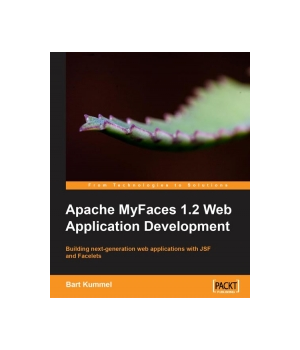 From Technologies to Solutions
Apache MyFaces 1.2 Web
Application Development
Building next-generation web applications with JSF
and Facelets
Bart Kummel
PACKT